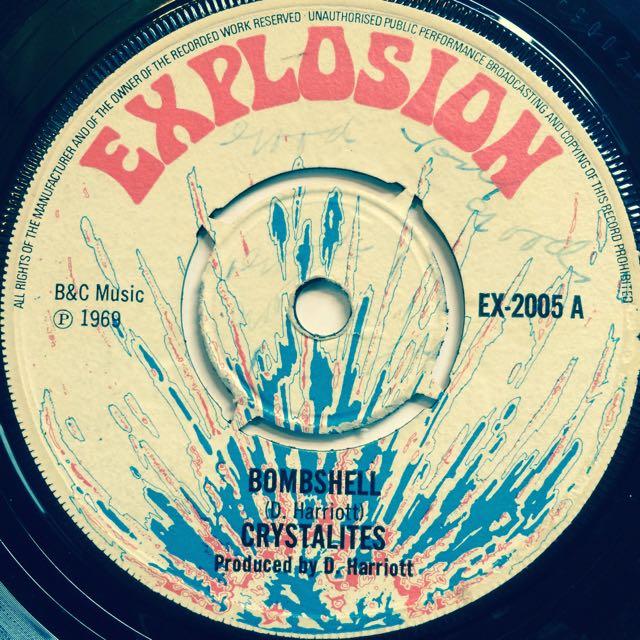 ALL RIGHTS OF THE MANUFACTURER AND OF THE OWNER OF THE RECORDED WORK RESERVED · UNAUTHORISED PUBLIC PERFORMANCE BROADCASTING AND COPYING OF THIS RECORD PROHIBITED
EXPLOSION
Good
B&C Music
℗ 1969
EX-2005 A
BOMBSHELL
(D. Harriott)
CRYSTALITES
Produced by D. Harriott